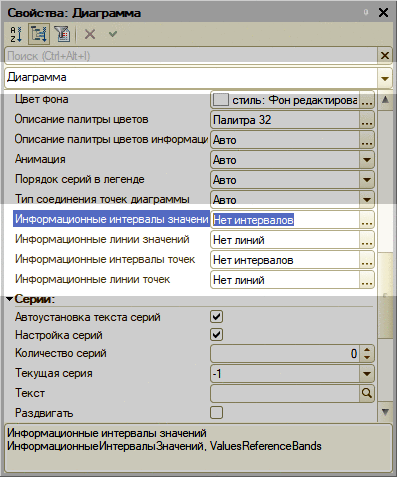 Свойства: Диаграмма
Поиск (Ctrl+Alt+I)
Диаграмма
Цвет фона стиль: Фон редактирова ...
Описание палитры цветов Палитра 32 ...
Описание палитры цветов информаци Авто ...
Анимация Авто
Порядок серий в легенде Авто
Тип соединения точек диаграммы Авто
Информационные интервалы значени Нет интервалов ...
Информационные линии значений Нет линий ...
Информационные интервалы точек Нет интервалов ...
Информационные линии точек Нет линий ...
Серии:
Автоустановка текста серий
Настройка серий
Количество серий 0
Текущая серия -1
Текст
Раздвигать
Информационные интервалы значений
ИнформационныеИнтервалыЗначений, ValuesReferenceBands